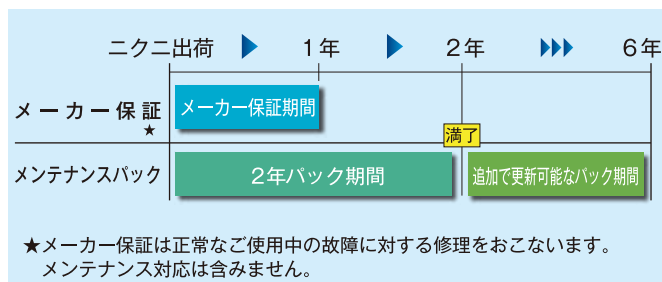 ニクニ出荷 1年 2年 6年
メーカー保証
★
メーカー保証期間
満了
メンテナンスパック
2年パック期間
追加で更新可能なパック期間
★メーカー保証は正常なご使用中の故障に対する修理をおこないます。
メンテナンス対応は含みません。